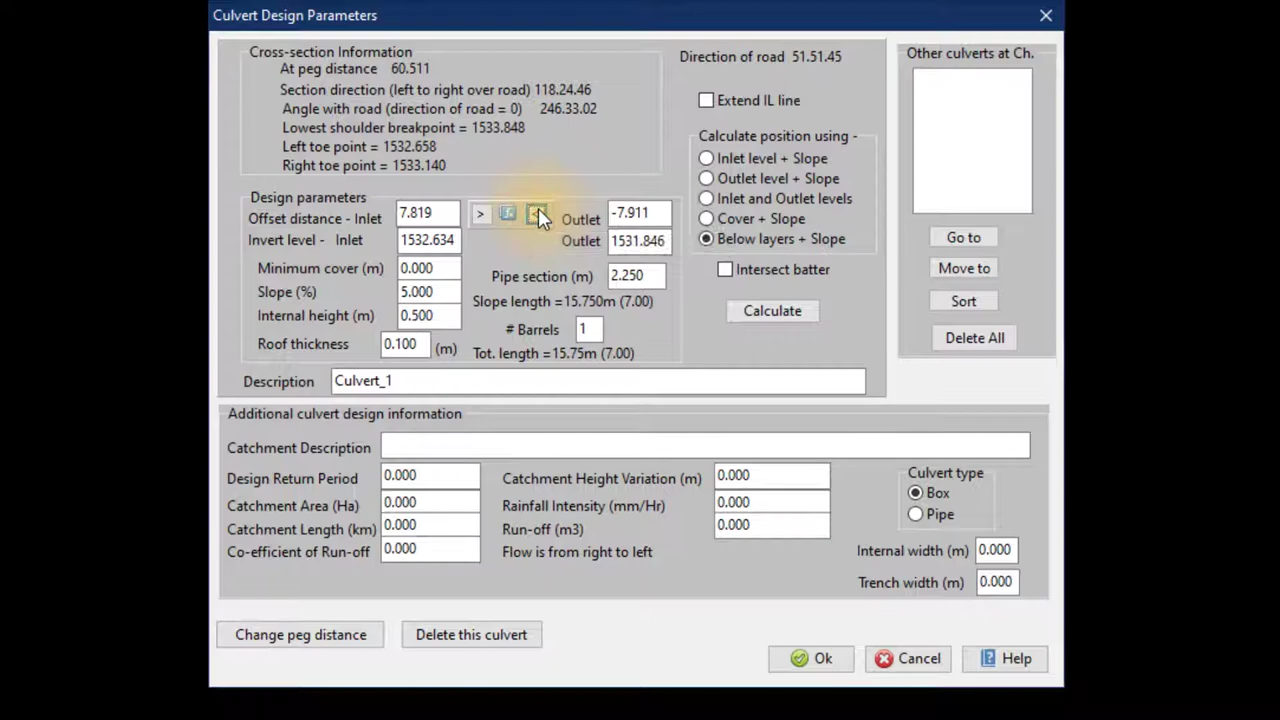 Culvert Design Parameters
Cross-section Information
At peg distance 60.511
Section direction (left to right over road) 118.24.46
Angle with road (direction of road = 0) 246.33.02
Lowest shoulder breakpoint = 1533.848
Left toe point = 1532.658
Right toe point = 1533.140
Direction of road 51.51.45
Extend IL line
Calculate position using -
Inlet level + Slope
Outlet level + Slope
Inlet and Outlet levels
Cover + Slope
Below layers + Slope
Intersect batter
Calculate
Other culverts at Ch.
Go to
Move to
Sort
Delete All
Design parameters
Offset distance - Inlet 7.819 > < Outlet -7.911
Invert level - Inlet 1532.634 Outlet 1531.846
Minimum cover (m) 0.000 Pipe section (m) 2.250
Slope (%) 5.000 Slope length =15.750m (7.00)
Internal height (m) 0.500 # Barrels 1
Roof thickness 0.100 (m) Tot. length =15.75m (7.00)
Description Culvert_1
Additional culvert design information
Catchment Description
Design Return Period 0.000 Catchment Height Variation (m) 0.000
Catchment Area (Ha) 0.000 Rainfall Intensity (mm/Hr) 0.000
Catchment Length (km) 0.000 Run-off (m3) 0.000
Co-efficient of Run-off 0.000 Flow is from right to left
Culvert type
Box
Pipe
Internal width (m) 0.000
Trench width (m) 0.000
Change peg distance Delete this culvert
Ok Cancel Help